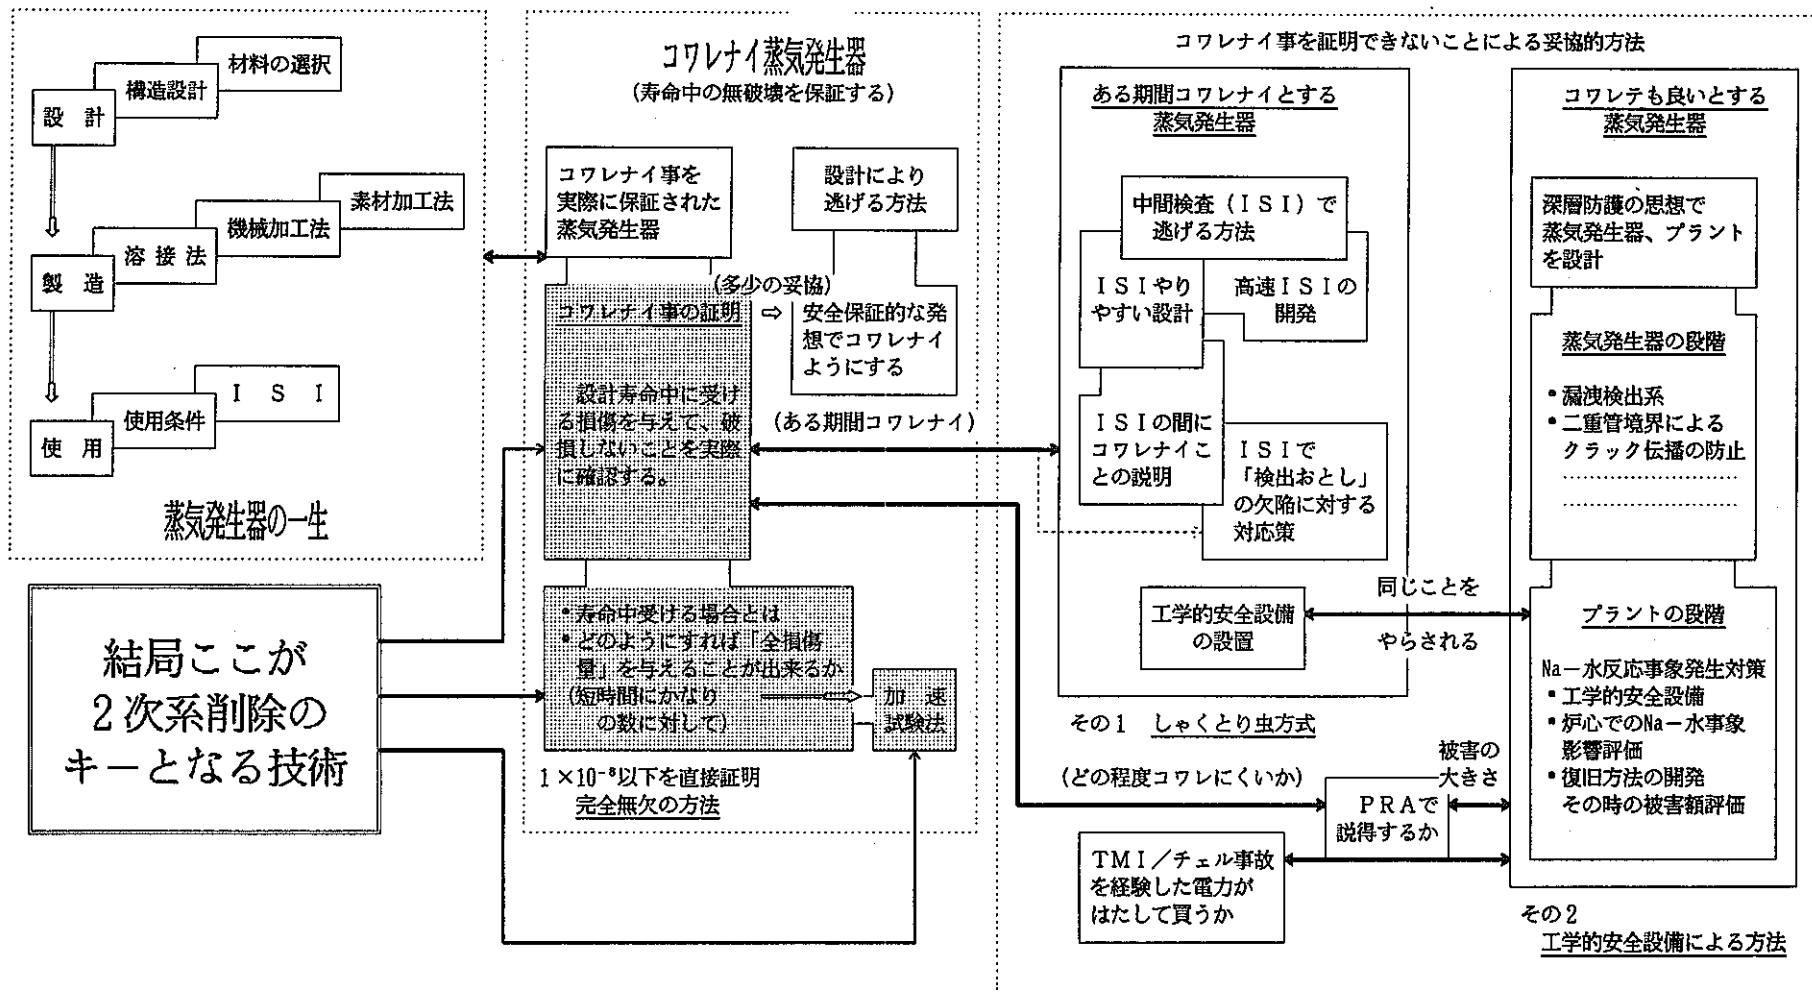 材料の選択
構造設計
設 計
素材加工法
機械加工法
溶 接 法
製 造
I S I
使用条件
使 用
蒸気発生器の一生
結局ここが
2次系削除の
キーとなる技術
コワレナイ蒸気発生器
(寿命中の無破壊を保証する)
コワレナイ事を
実際に保証された
蒸気発生器
設計により
逃げる方法
(多少の妥協)
コワレナイ事の証明
⇒
安全保証的な発
想でコワレナイ
ようにする
設計寿命中に受け
る損傷を与えて、破
損しないことを実際
に確認する。
(ある期間コワレナイ)
• 寿命中受ける場合とは
• どのようにすれば「全損傷
量」を与えることが出来るか
(短時間にかなり
の数に対して)
加 速
試験法
1×10⁻⁸以下を直接証明
完全無欠の方法
コワレナイ事を証明できないことによる妥協的方法
ある期間コワレナイとする
蒸気発生器
中間検査(ISI)で
逃げる方法
ISIやり
やすい設計
高速ISIの
開発
ISIの間に
コワレナイこ
との説明
ISIで
「検出おとし」
の欠陥に対する
対応策
工学的安全設備
の設置
同じことを
やらされる
その1 しゃくとり虫方式
(どの程度コワレにくいか)
被害の
大きさ
PRAで
説得するか
TMI/チェル事故
を経験した電力が
はたして買うか
コワレテも良いとする
蒸気発生器
深層防護の思想で
蒸気発生器、プラント
を設計
蒸気発生器の段階
• 漏洩検出系
• 二重管境界による
クラック伝播の防止
プラントの段階
Na-水反応事象発生対策
• 工学的安全設備
• 炉心でのNa-水事象
影響評価
• 復旧方法の開発
その時の被害額評価
その2
工学的安全設備による方法